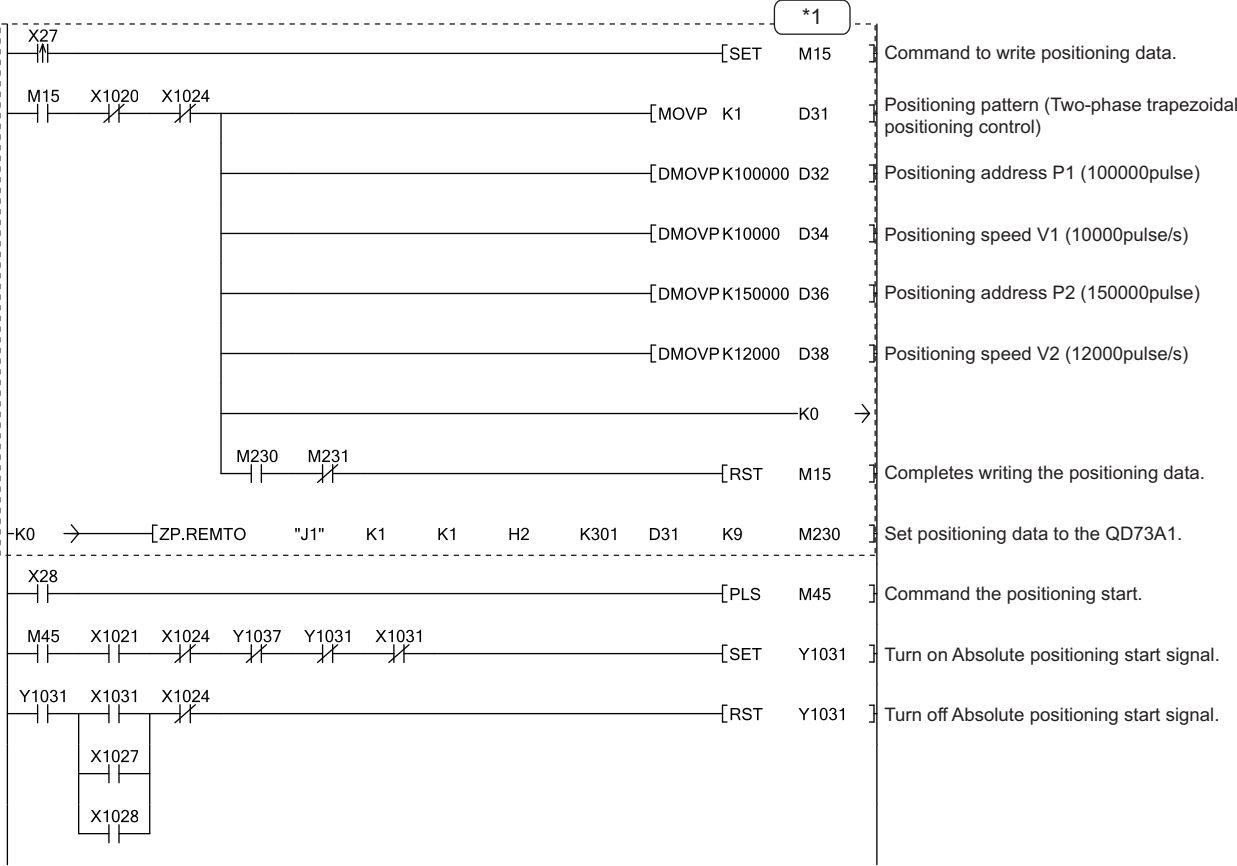 *1
X27
SET M15 Command to write positioning data.
M15 X1020 X1024
MOVP K1 D31 Positioning pattern (Two-phase trapezoidal
positioning control)
DMOVP K100000 D32 Positioning address P1 (100000pulse)
DMOVP K10000 D34 Positioning speed V1 (10000pulse/s)
DMOVP K150000 D36 Positioning address P2 (150000pulse)
DMOVP K12000 D38 Positioning speed V2 (12000pulse/s)
K0
M230 M231
RST M15 Completes writing the positioning data.
K0 ZP.REMTO "J1" K1 K1 H2 K301 D31 K9 M230 Set positioning data to the QD73A1.
X28
PLS M45 Command the positioning start.
M45 X1021 X1024 Y1037 Y1031 X1031
SET Y1031 Turn on Absolute positioning start signal.
Y1031 X1031 X1024
RST Y1031 Turn off Absolute positioning start signal.
X1027
X1028